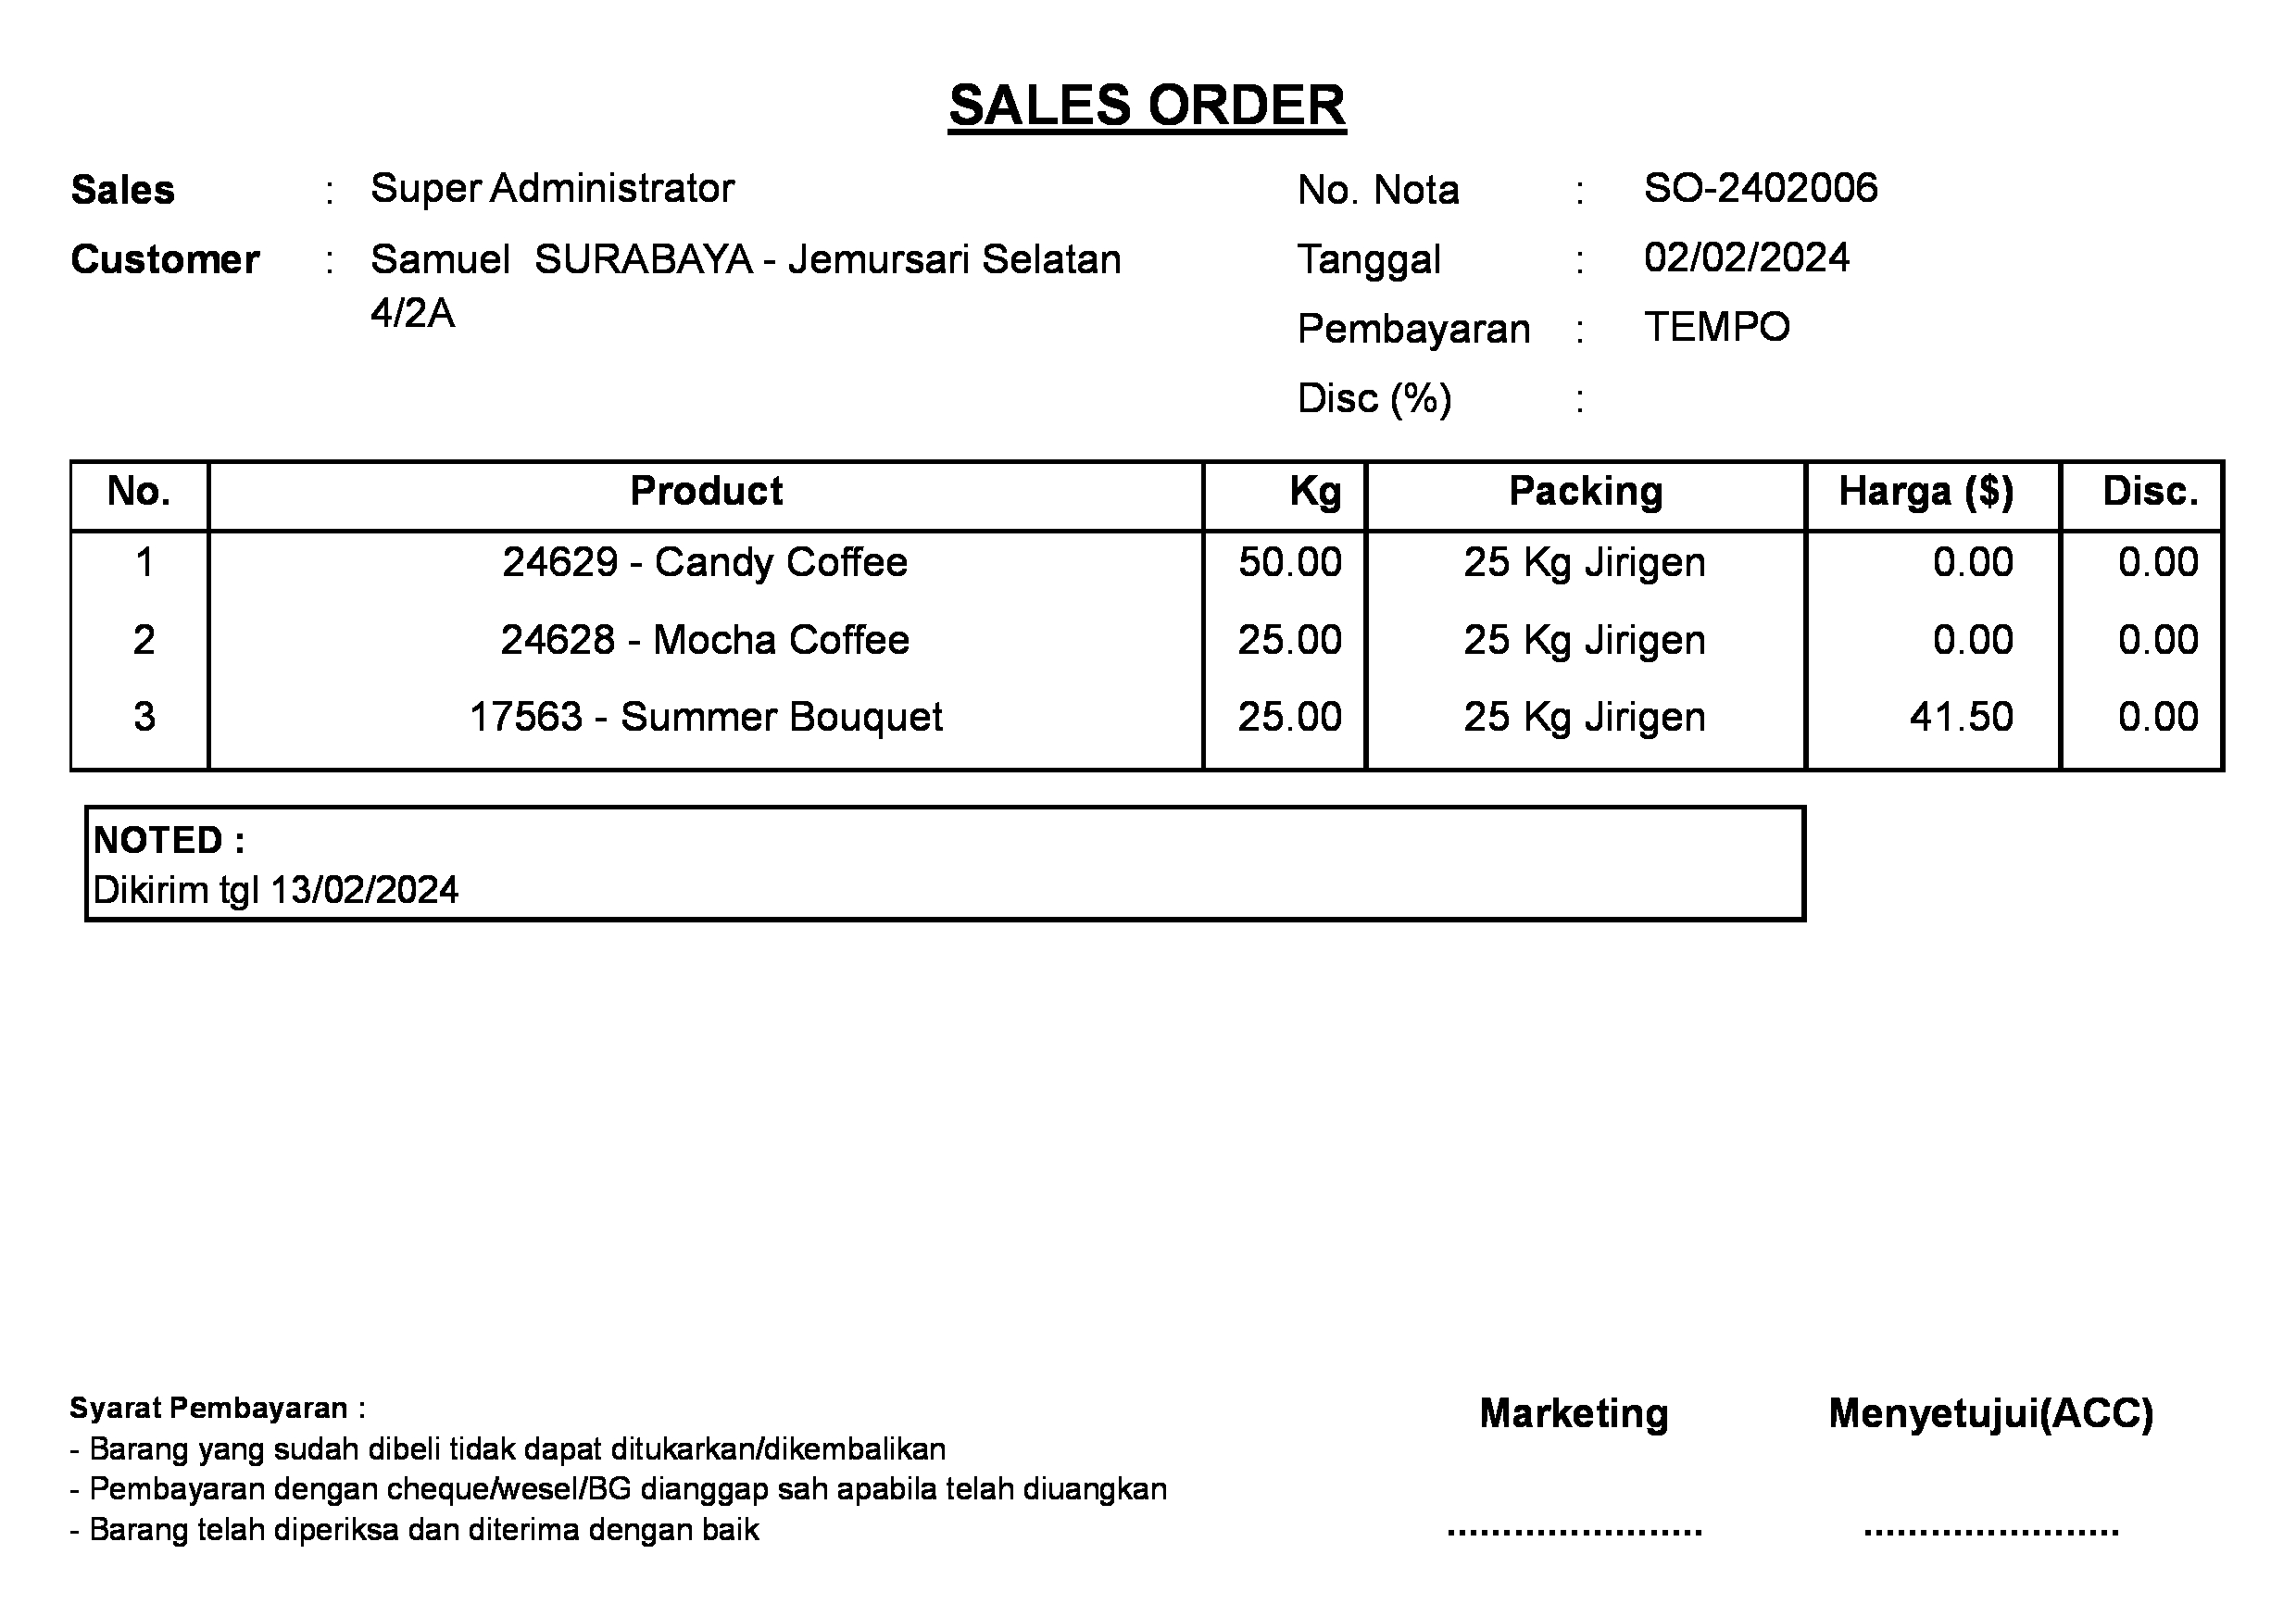 SALES ORDER
Sales : Super Administrator
No. Nota : SO-2402006
Customer : Samuel SURABAYA - Jemursari Selatan
4/2A
Tanggal : 02/02/2024
Pembayaran : TEMPO
Disc (%) :
No. Product Kg Packing Harga ($) Disc.
1 24629 - Candy Coffee 50.00 25 Kg Jirigen 0.00 0.00
2 24628 - Mocha Coffee 25.00 25 Kg Jirigen 0.00 0.00
3 17563 - Summer Bouquet 25.00 25 Kg Jirigen 41.50 0.00
NOTED :
Dikirim tgl 13/02/2024
Syarat Pembayaran :
- Barang yang sudah dibeli tidak dapat ditukarkan/dikembalikan
- Pembayaran dengan cheque/wesel/BG dianggap sah apabila telah diuangkan
- Barang telah diperiksa dan diterima dengan baik
Marketing Menyetujui(ACC)
........................ ........................